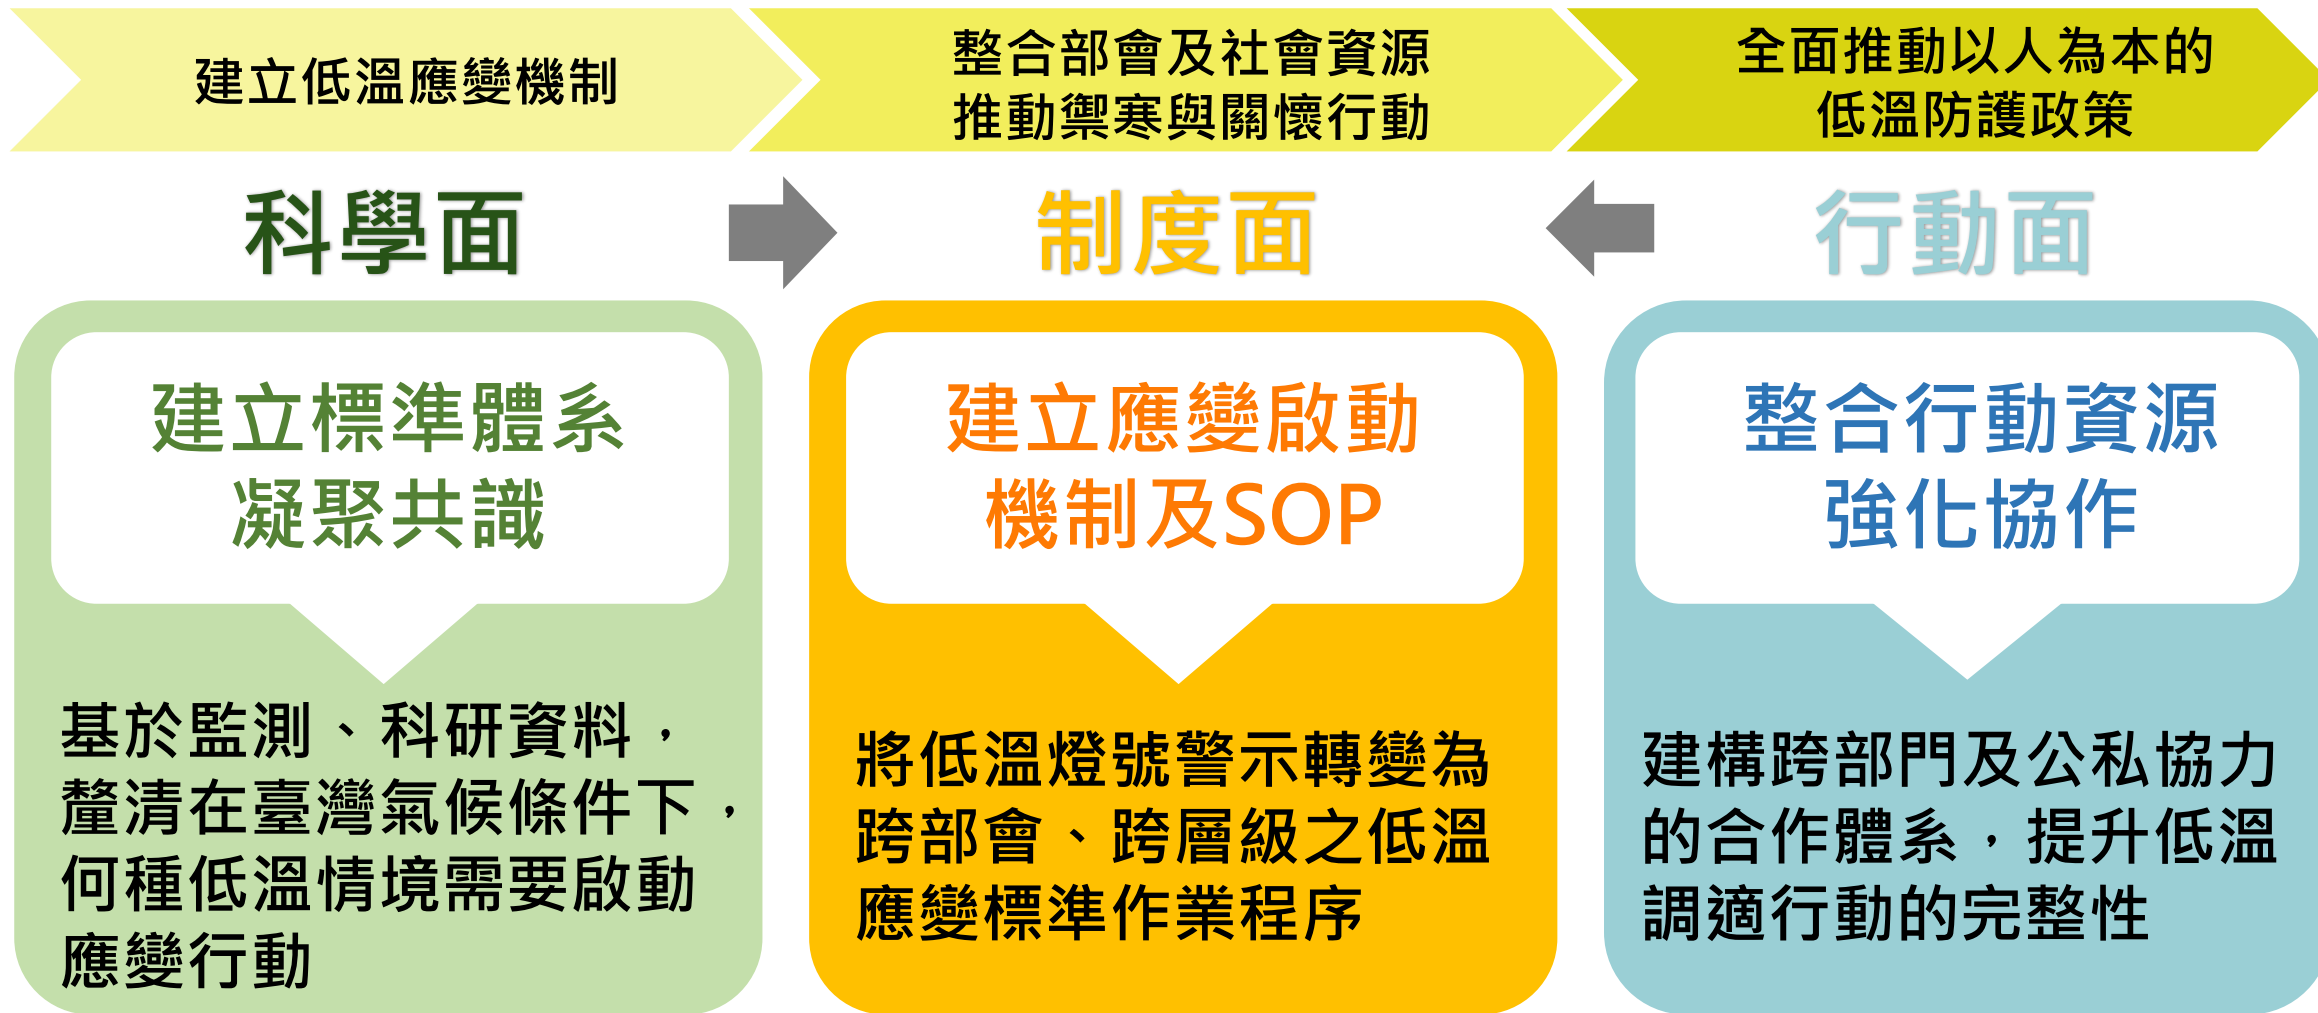 建立低溫應變機制
整合部會及社會資源
推動禦寒與關懷行動
全面推動以人為本的
低溫防護政策
科學面
制度面
行動面
建立標準體系
凝聚共識
基於監測、科研資料，
釐清在臺灣氣候條件下，
何種低溫情境需要啟動
應變行動
建立應變啟動
機制及SOP
將低溫燈號警示轉變為
跨部會、跨層級之低溫
應變標準作業程序
整合行動資源
強化協作
建構跨部門及公私協力
的合作體系，提升低溫
調適行動的完整性